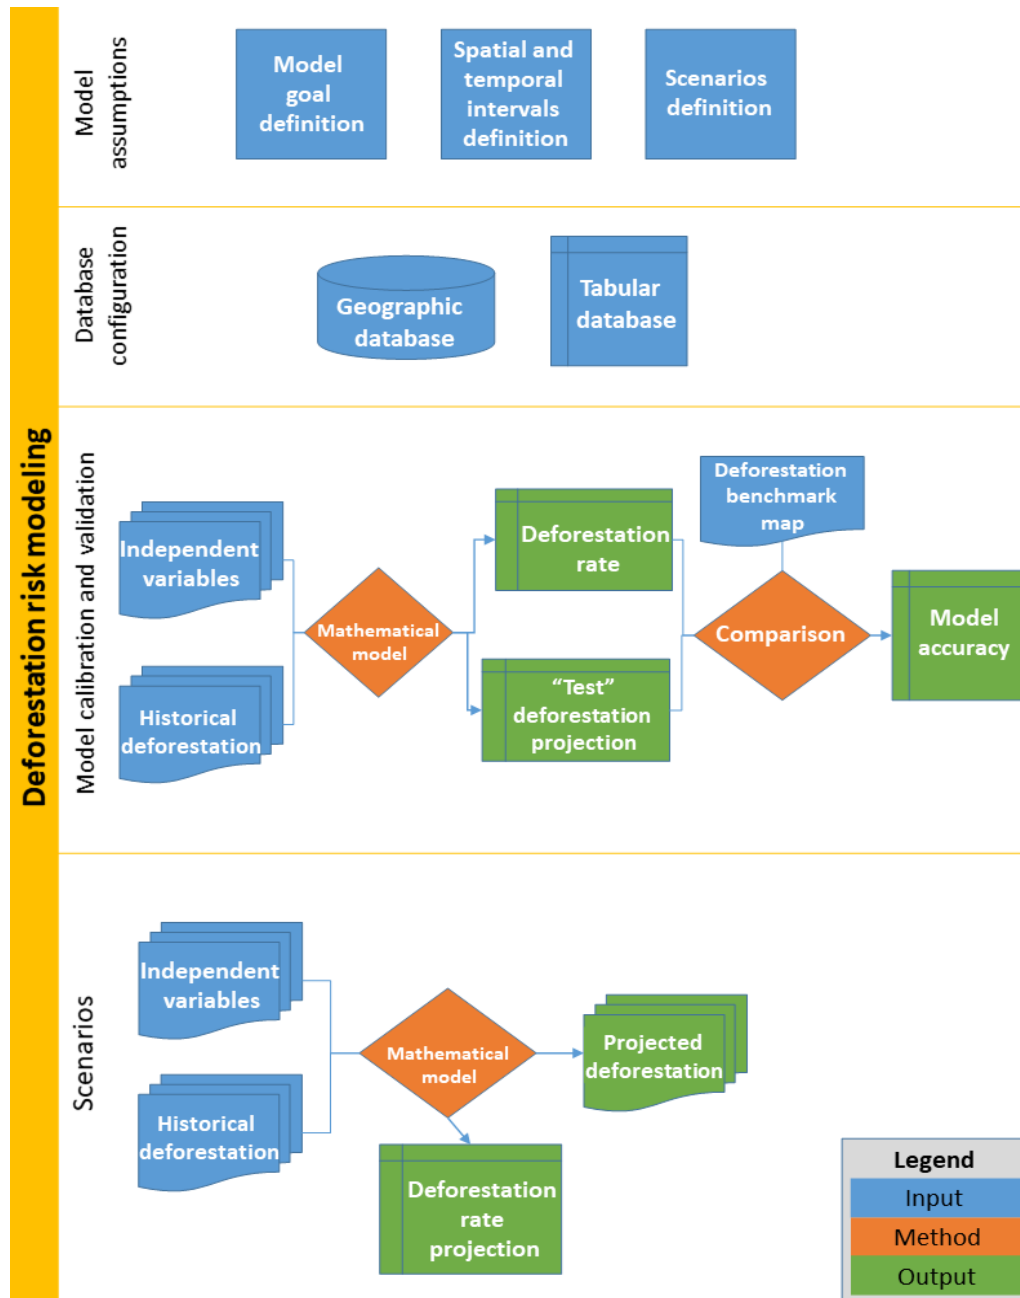 Deforestation risk modeling
Model
assumptions
Model
goal
definition
Spatial and
temporal
intervals
definition
Scenarios
definition
Database
configuration
Geographic
database
Tabular
database
Model calibration and validation
Independent
variables
Historical
deforestation
Mathematical
model
Deforestation
rate
“Test”
deforestation
projection
Deforestation
benchmark
map
Comparison
Model
accuracy
Scenarios
Independent
variables
Historical
deforestation
Mathematical
model
Projected
deforestation
Deforestation
rate
projection
Legend
Input
Method
Output